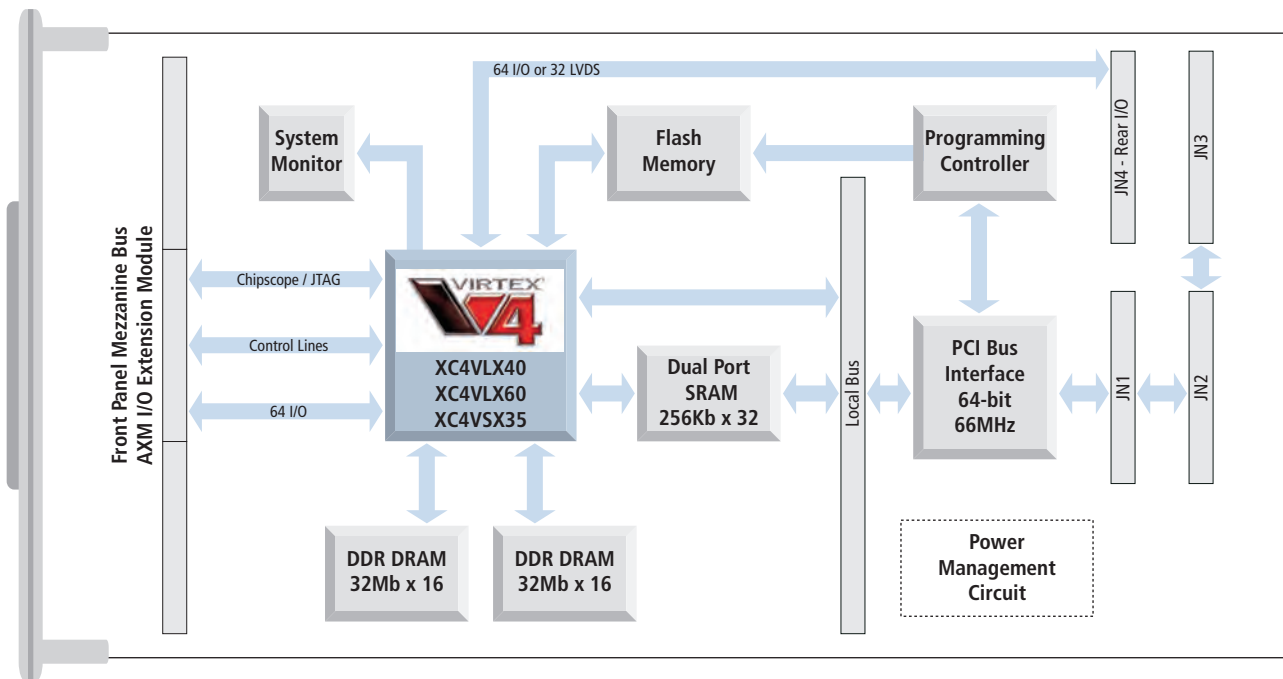 64 I/O or 32 LVDS
System
Monitor
Flash
Memory
Programming
Controller
JN4 - Rear I/O
JN3
Front Panel Mezzanine Bus
AXM I/O Extension Module
Chipscope / JTAG
Control Lines
64 I/O
VIRTEX
V4
XC4VLX40
XC4VLX60
XC4VSX35
Dual Port
SRAM
256Kb x 32
Local Bus
PCI Bus
Interface
64-bit
66MHz
JN1
JN2
DDR DRAM
32Mb x 16
DDR DRAM
32Mb x 16
Power
Management
Circuit